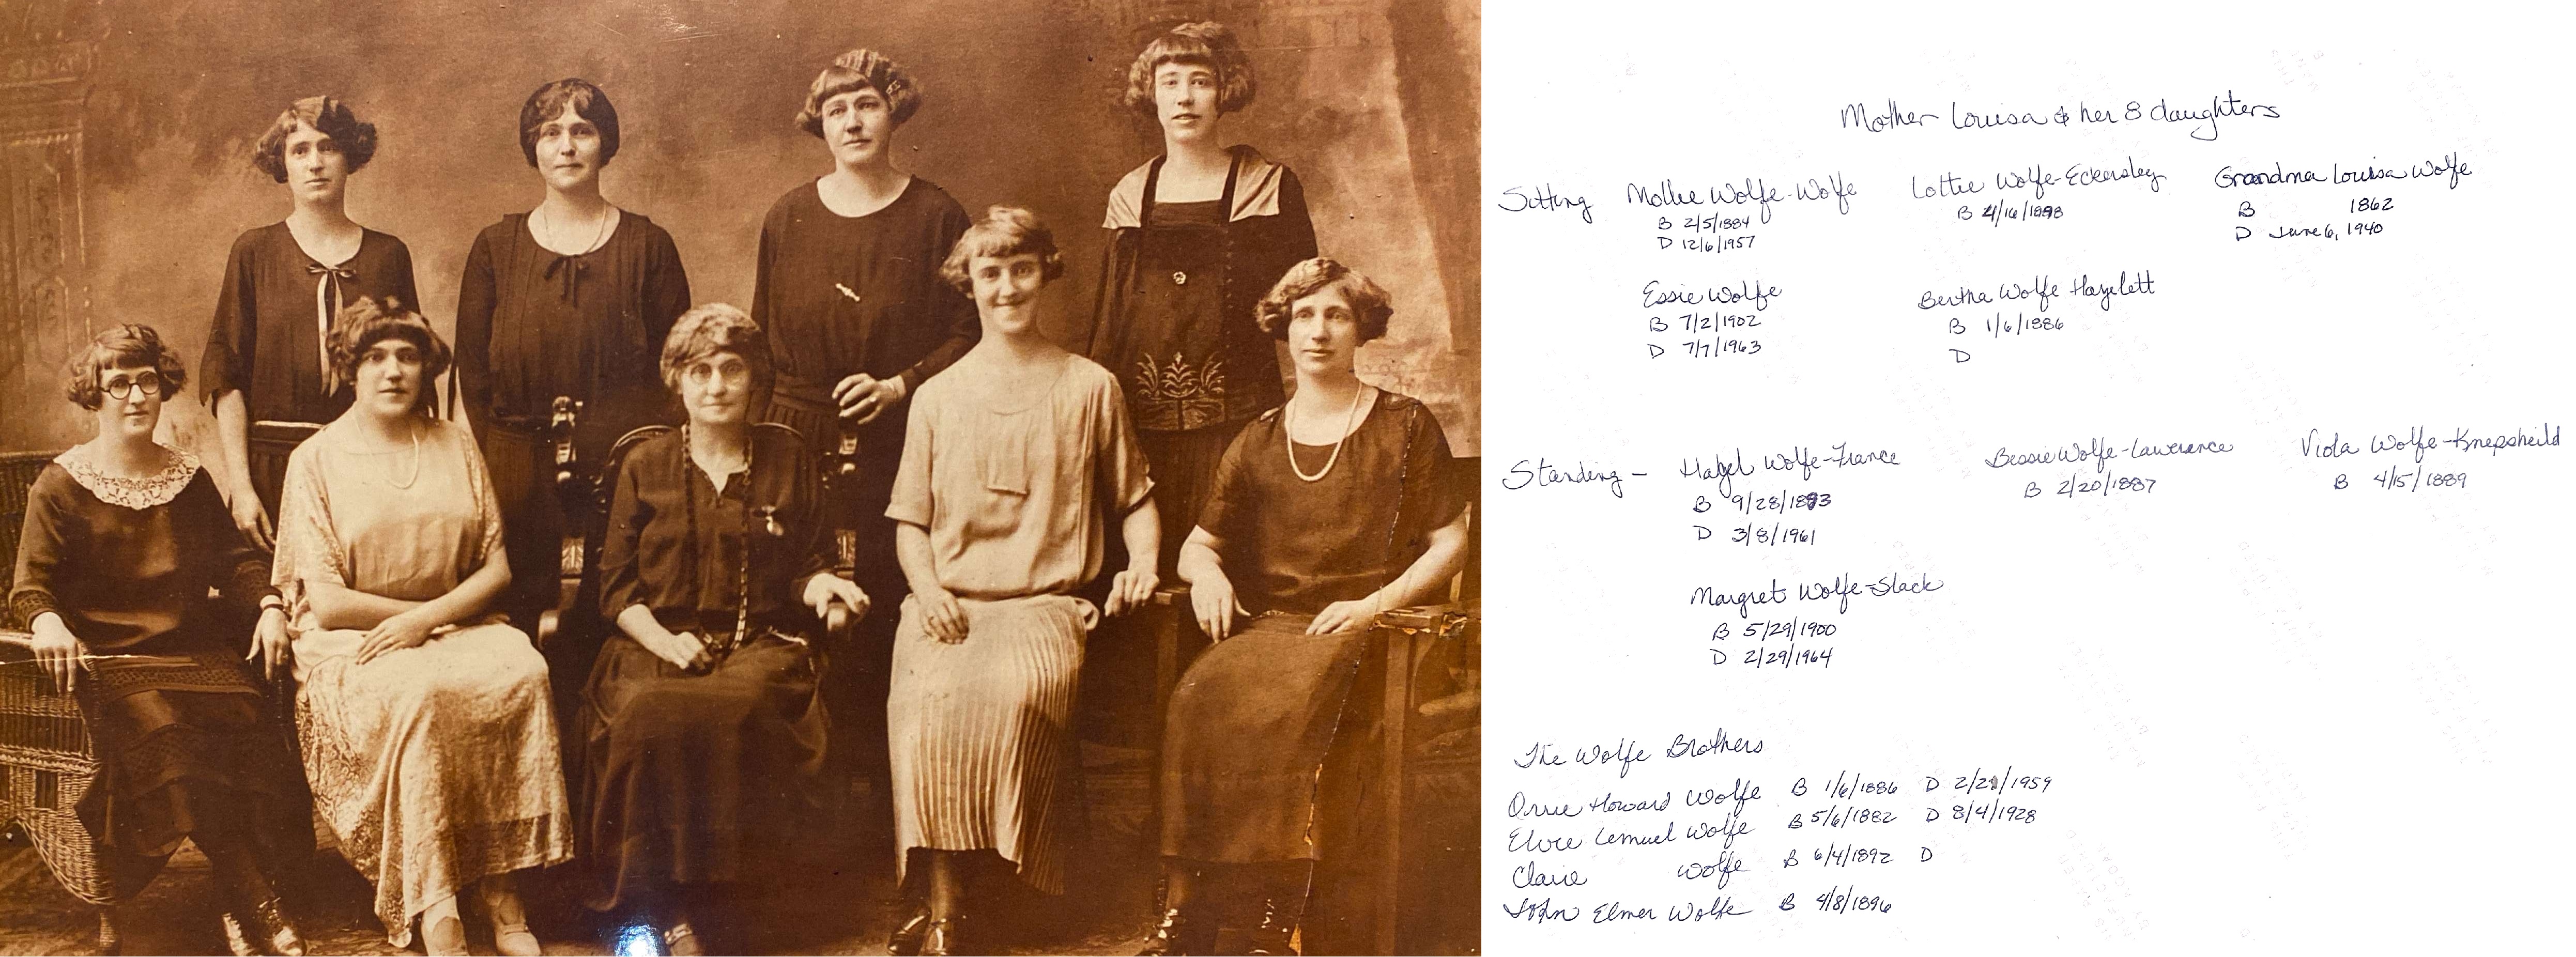 Mother Louisa & her 8 daughters
Sitting Mollie Wolfe-Wolfe Lottie Wolfe-Eckersley Grandma Louisa Wolfe
B 2/5/1884 B 4/16/1898 B 1862
D 12/6/1957 D June 6, 1940
Essie Wolfe Bertha Wolfe Hazelett
B 7/2/1902 B 1/6/1886
D 7/7/1963 D
Standing - Hazel Wolfe-France Bessie Wolfe-Lawerance Viola Wolfe-Knepsheild
B 9/28/1893 B 2/20/1887 B 4/15/1889
D 3/8/1961
Margret Wolfe-Slack
B 5/29/1900
D 2/29/1964
The Wolfe Brothers
Orrie Howard Wolfe B 1/6/1886 D 2/21/1959
Elvie Lemuel Wolfe B 5/6/1882 D 8/4/1928
Claire Wolfe B 6/4/1892 D
John Elmer Wolfe B 4/8/1896